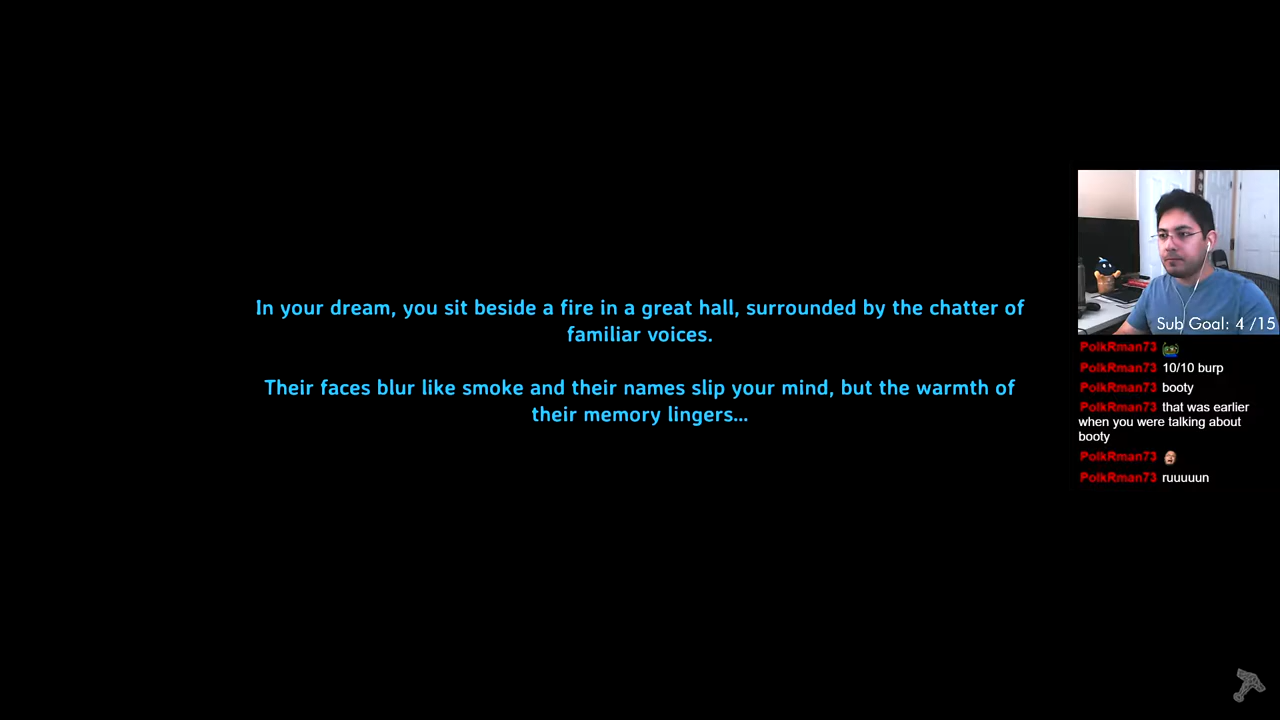 In your dream, you sit beside a fire in a great hall, surrounded by the chatter of
familiar voices.
Their faces blur like smoke and their names slip your mind, but the warmth of
their memory lingers...
Sub Goal: 4 /15
PolkRman73
PolkRman73 10/10 burp
PolkRman73 booty
PolkRman73 that was earlier
when you were talking about
booty
PolkRman73
PolkRman73 ruuuuun